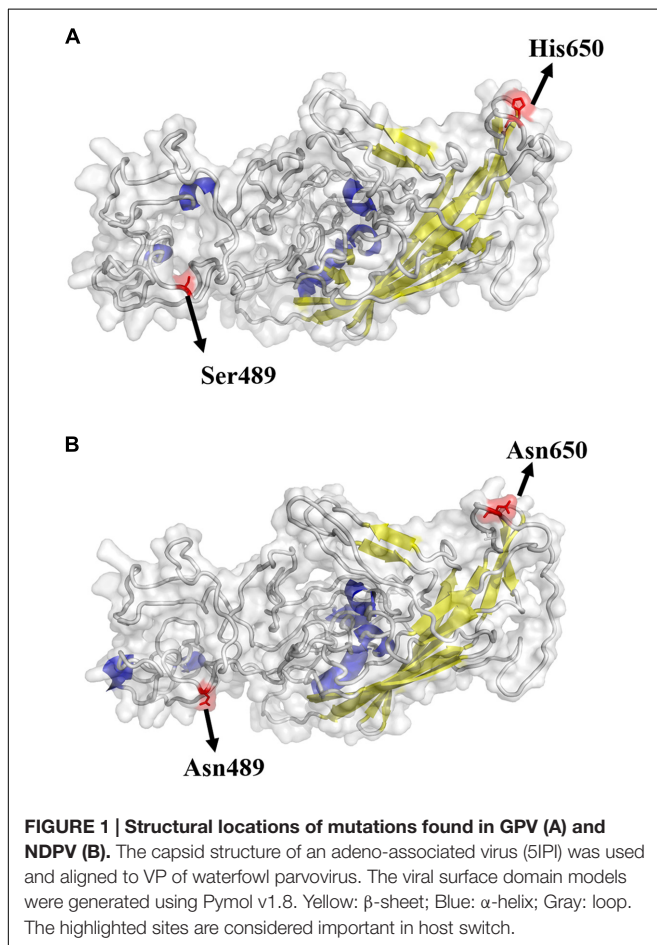 A
His650
Ser489
B
Asn650
Asn489
FIGURE 1 | Structural locations of mutations found in GPV (A) and
NDPV (B). The capsid structure of an adeno-associated virus (5IPI) was used
and aligned to VP of waterfowl parvovirus. The viral surface domain models
were generated using Pymol v1.8. Yellow: β-sheet; Blue: α-helix; Gray: loop.
The highlighted sites are considered important in host switch.